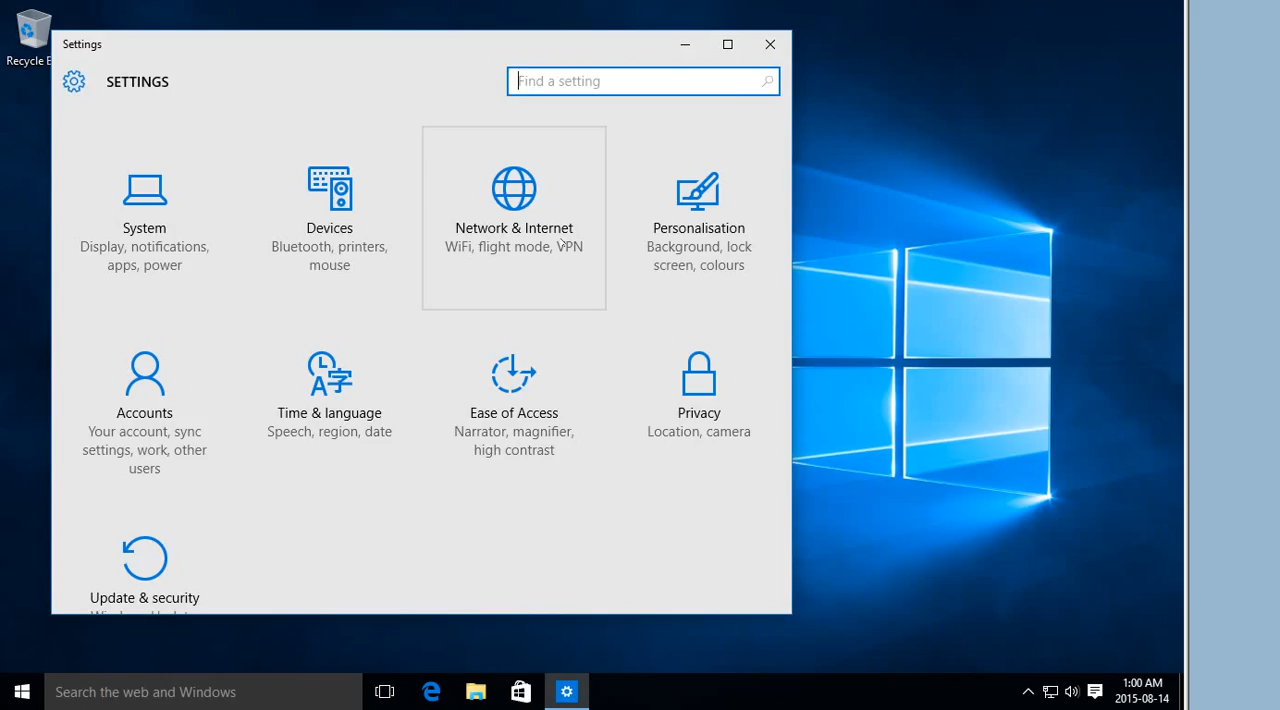 Recycle B
Settings
SETTINGS
Find a setting
System
Display, notifications,
apps, power
Devices
Bluetooth, printers,
mouse
Network & Internet
WiFi, flight mode, VPN
Personalisation
Background, lock
screen, colours
Accounts
Your account, sync
settings, work, other
users
Time & language
Speech, region, date
Ease of Access
Narrator, magnifier,
high contrast
Privacy
Location, camera
Update & security
Search the web and Windows
1:00 AM
2015-08-14